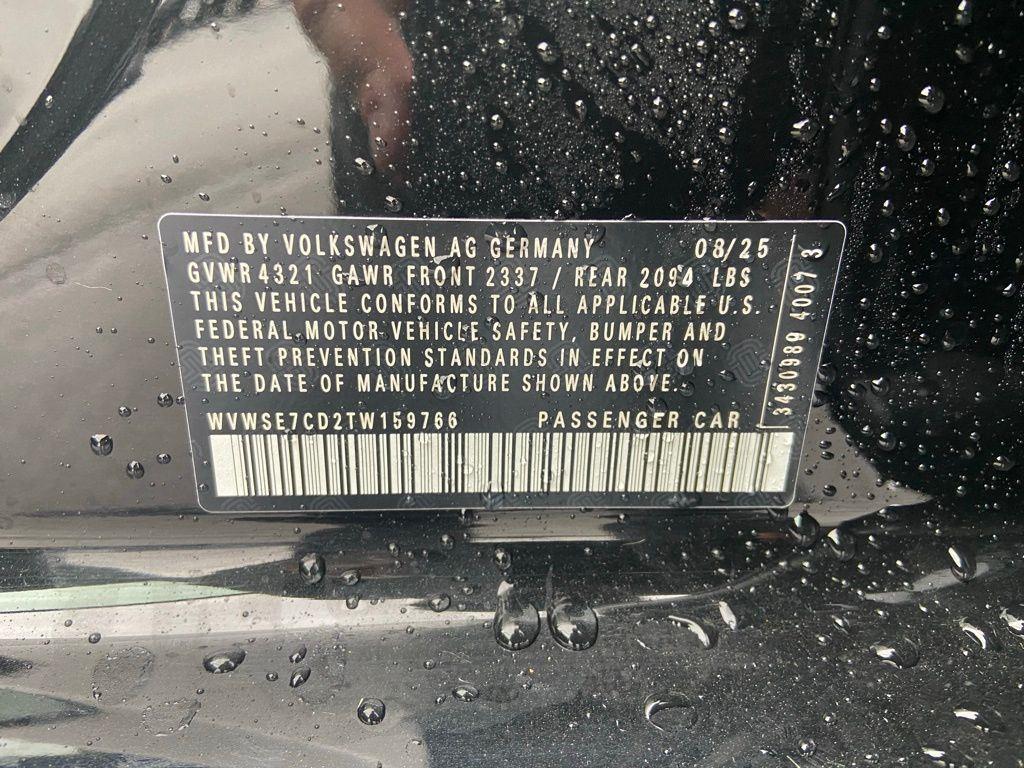 MFD BY VOLKSWAGEN AG GERMANY 08/25
GVWR 4321 GAWR FRONT 2337 / REAR 2094 LBS
THIS VEHICLE CONFORMS TO ALL APPLICABLE U.S.
FEDERAL MOTOR VEHICLE SAFETY, BUMPER AND
THEFT PREVENTION STANDARDS IN EFFECT ON
THE DATE OF MANUFACTURE SHOWN ABOVE.
WVWSE7CD2TW159766 PASSENGER CAR
3430989 4007 3